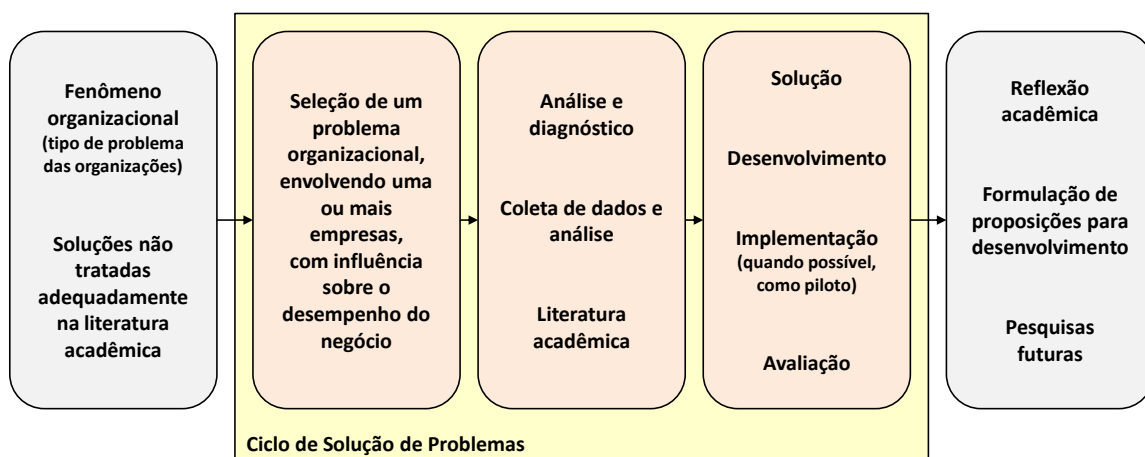 Fenômeno
organizacional
(tipo de problema
das organizações)
Soluções não
tratadas
adequadamente
na literatura
acadêmica
Seleção de um
problema
organizacional,
envolvendo uma
ou mais
empresas,
com influência
sobre o
desempenho do
negócio
Análise e
diagnóstico
Coleta de dados e
análise
Literatura
acadêmica
Solução
Desenvolvimento
Implementação
(quando possível,
como piloto)
Avaliação
Reflexão
acadêmica
Formulação de
proposições para
desenvolvimento
Pesquisas
futuras
Ciclo de Solução de Problemas